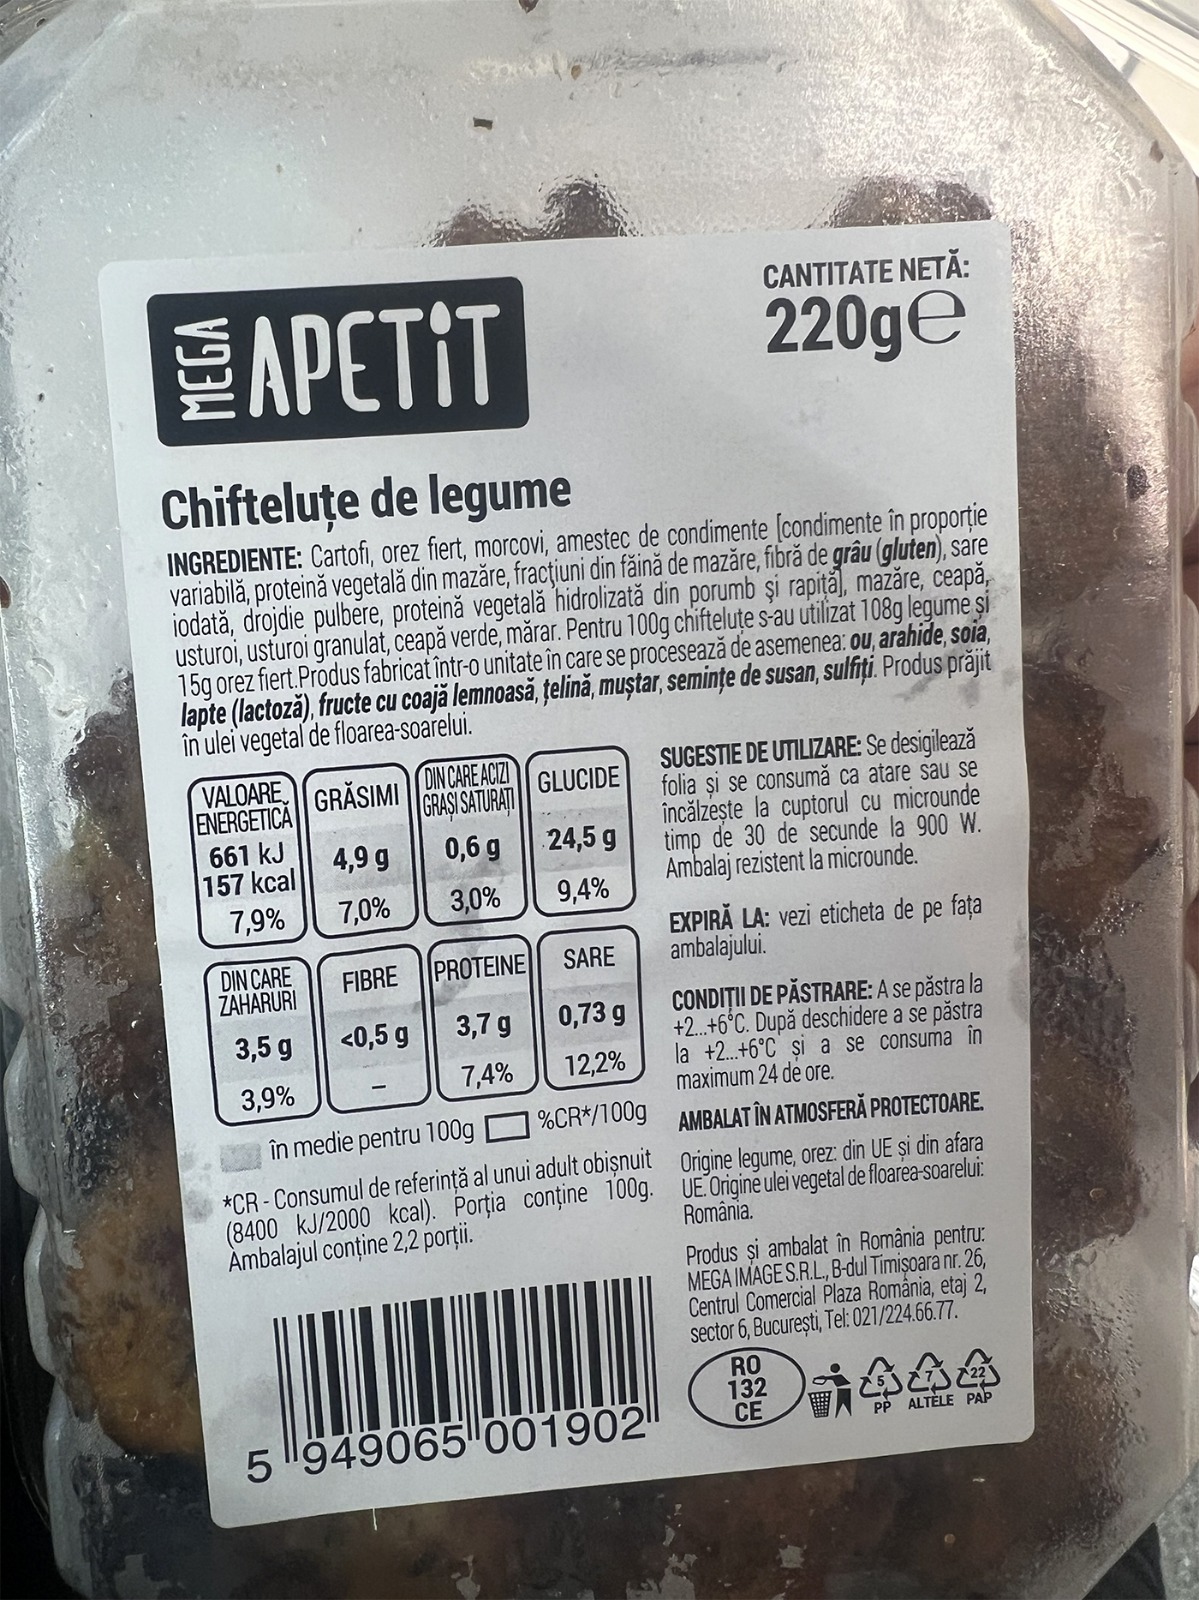 MEGA APETIT
CANTITATE NETĂ:
220g℮
Chifteluțe de legume
INGREDIENTE: Cartofi, orez fiert, morcovi, amestec de condimente [condimente în proporție
variabilă, proteină vegetală din mazăre, fracțiuni din făină de mazăre, fibră de grâu (gluten), sare
iodată, drojdie pulbere, proteină vegetală hidrolizată din porumb și rapiță], mazăre, ceapă,
usturoi, usturoi granulat, ceapă verde, mărar. Pentru 100g chifteluțe s-au utilizat 108g legume și
15g orez fiert.Produs fabricat într-o unitate în care se procesează de asemenea: ou, arahide, soia,
lapte (lactoză), fructe cu coajă lemnoasă, țelină, muștar, semințe de susan, sulfiți. Produs prăjit
în ulei vegetal de floarea-soarelui.
VALOARE ENERGETICĂ
661 kJ
157 kcal
7,9%
GRĂSIMI
4,9 g
7,0%
DIN CARE ACIZI GRAȘI SATURAȚI
0,6 g
3,0%
GLUCIDE
24,5 g
9,4%
DIN CARE ZAHARURI
3,5 g
3,9%
FIBRE
<0,5 g
–
PROTEINE
3,7 g
7,4%
SARE
0,73 g
12,2%
în medie pentru 100g %CR*/100g
*CR - Consumul de referință al unui adult obișnuit
(8400 kJ/2000 kcal). Porția conține 100g.
Ambalajul conține 2,2 porții.
5 949065 001902
SUGESTIE DE UTILIZARE: Se desigilează
folia și se consumă ca atare sau se
încălzește la cuptorul cu microunde
timp de 30 de secunde la 900 W.
Ambalaj rezistent la microunde.
EXPIRĂ LA: vezi eticheta de pe fața
ambalajului.
CONDIȚII DE PĂSTRARE: A se păstra la
+2...+6°C. După deschidere a se păstra
la +2...+6°C și a se consuma în
maximum 24 de ore.
AMBALAT ÎN ATMOSFERĂ PROTECTOARE.
Origine legume, orez: din UE și din afara
UE. Origine ulei vegetal de floarea-soarelui:
România.
Produs și ambalat în România pentru:
MEGA IMAGE S.R.L., B-dul Timișoara nr. 26,
Centrul Comercial Plaza România, etaj 2,
sector 6, București, Tel: 021/224.66.77.
RO
132
CE
5 7 22
PP ALTELE PAP